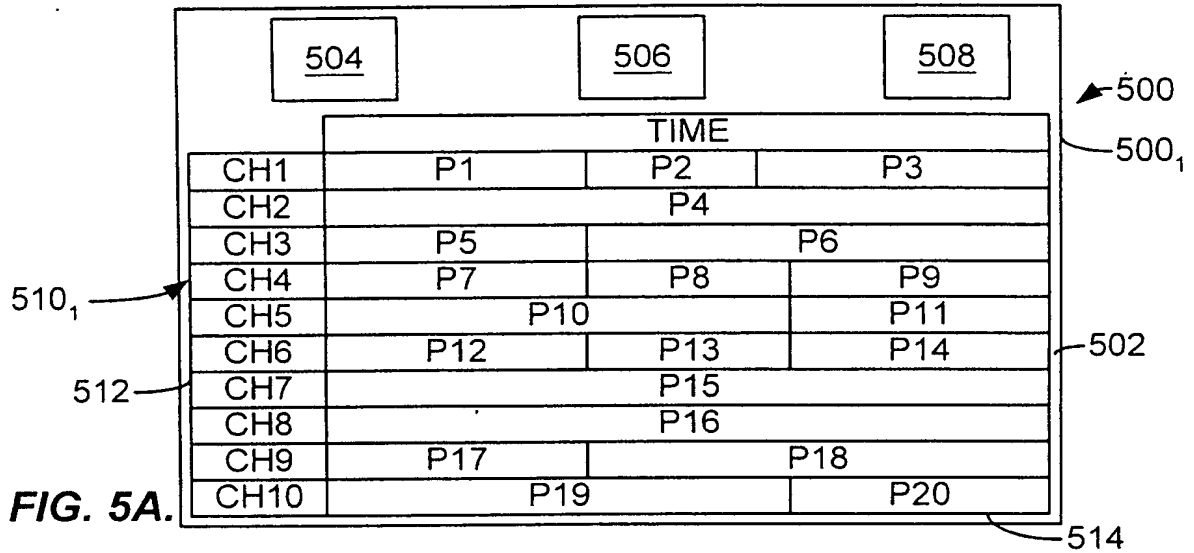 504 506 508
500
TIME
500₁
CH1 P1 P2 P3
CH2 P4
CH3 P5 P6
CH4 P7 P8 P9
510₁
CH5 P10 P11
CH6 P12 P13 P14
502
512
CH7 P15
CH8 P16
CH9 P17 P18
CH10 P19 P20
FIG. 5A.
514